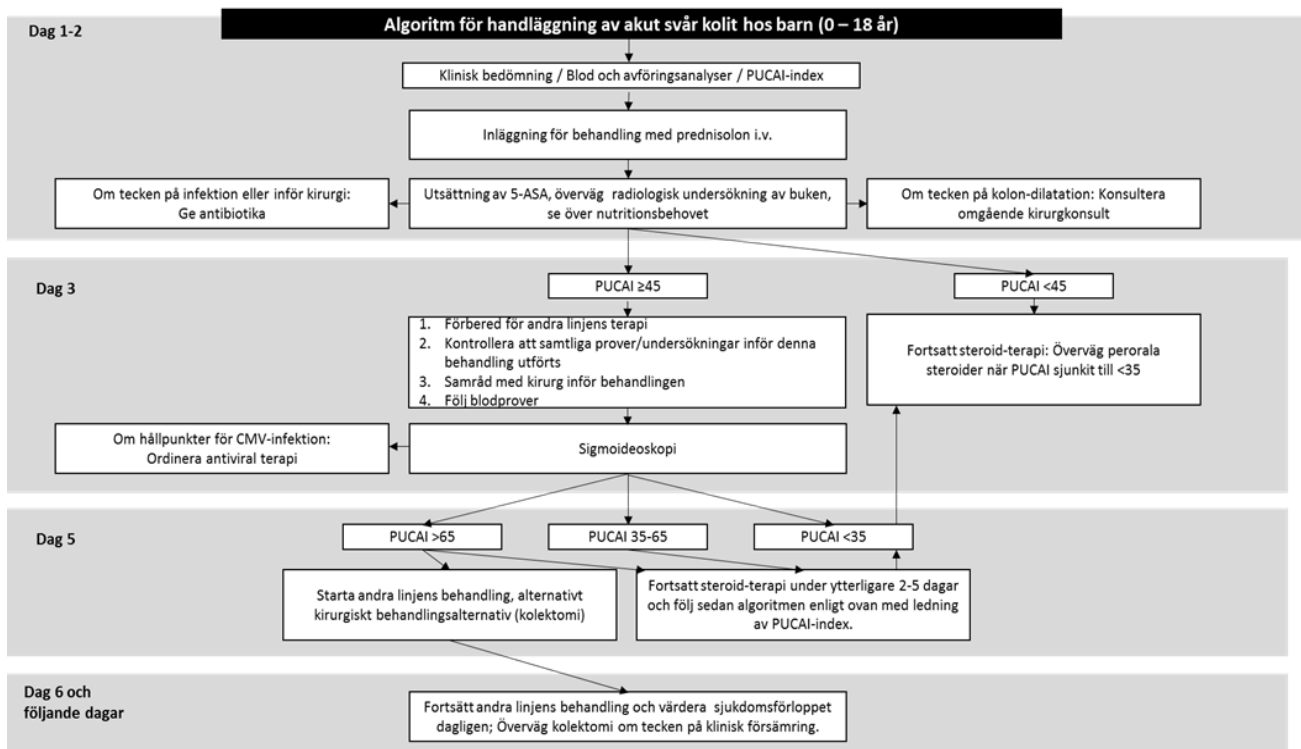 Algoritm för handläggning av akut svår kolit hos barn (0 – 18 år)
Dag 1-2
Klinisk bedömning / Blod och avföringsanalyser / PUCAI-index
Inläggning för behandling med prednisolon i.v.
Om tecken på infektion eller inför kirurgi:
Ge antibiotika
Utsättning av 5-ASA, överväg radiologisk undersökning av buken,
se över nutritionsbehovet
Om tecken på kolon-dilatation: Konsultera
omgående kirurgkonsult
Dag 3
PUCAI ≥45
PUCAI <45
1. Förbered för andra linjens terapi
2. Kontrollera att samtliga prover/undersökningar inför denna
behandling utförts
3. Samråd med kirurg inför behandlingen
4. Följ blodprover
Fortsatt steroid-terapi: Överväg perorala
steroider när PUCAI sjunkit till <35
Om hållpunkter för CMV-infektion:
Ordinera antiviral terapi
Sigmoideoskopi
Dag 5
PUCAI >65
PUCAI 35-65
PUCAI <35
Starta andra linjens behandling, alternativt
kirurgiskt behandlingsalternativ (kolektomi)
Fortsatt steroid-terapi under ytterligare 2-5 dagar
och följ sedan algoritmen enligt ovan med ledning
av PUCAI-index.
Dag 6 och
följande dagar
Fortsätt andra linjens behandling och värdera sjukdomsförloppet
dagligen; Överväg kolektomi om tecken på klinisk försämring.